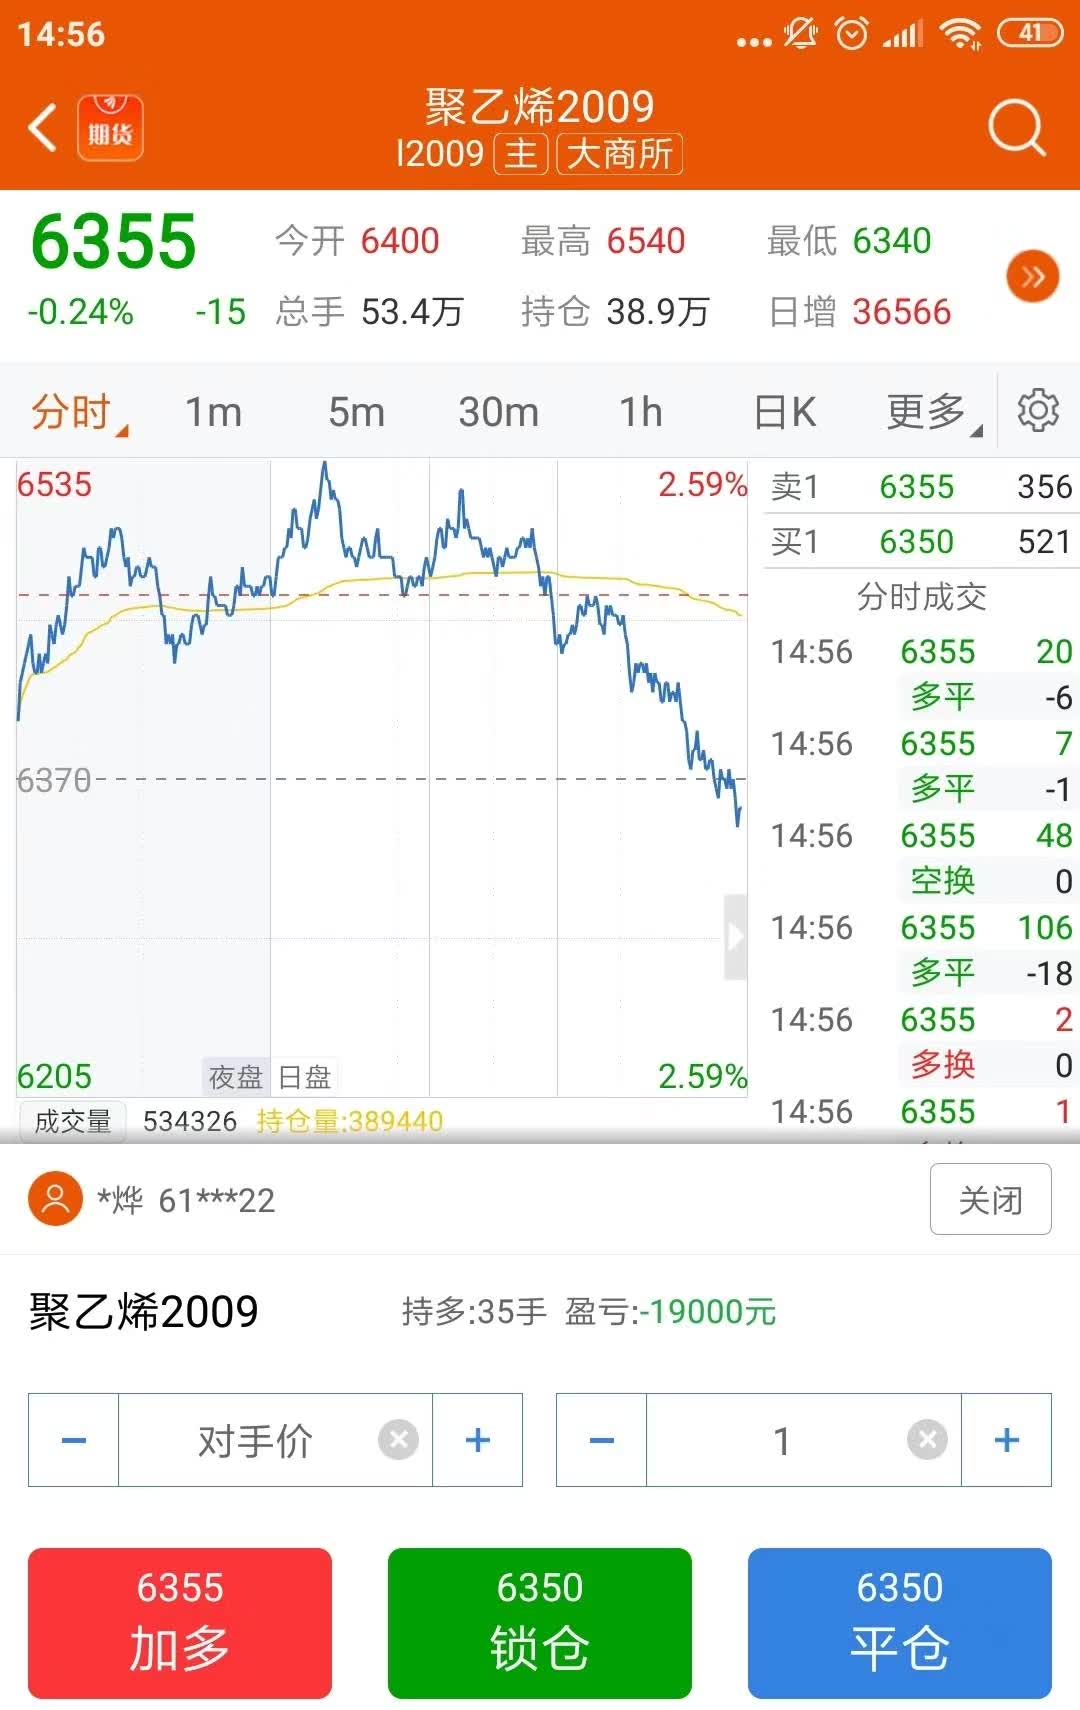 14:56
41
期货
聚乙烯2009
l2009 主 大商所
6355 今开 6400 最高 6540 最低 6340
-0.24% -15 总手 53.4万 持仓 38.9万 日增 36566
分时 1m 5m 30m 1h 日K 更多
6535 2.59%
6370
6205 夜盘 日盘 2.59%
成交量 534326 持仓量:389440
卖1 6355 356
买1 6350 521
分时成交
14:56 6355 20
多平 -6
14:56 6355 7
多平 -1
14:56 6355 48
空换 0
14:56 6355 106
多平 -18
14:56 6355 2
多换 0
14:56 6355 1
*烨 61***22 关闭
聚乙烯2009 持多:35手 盈亏:-19000元
− 对手价 + − 1 +
6355 6350 6350
加多 锁仓 平仓